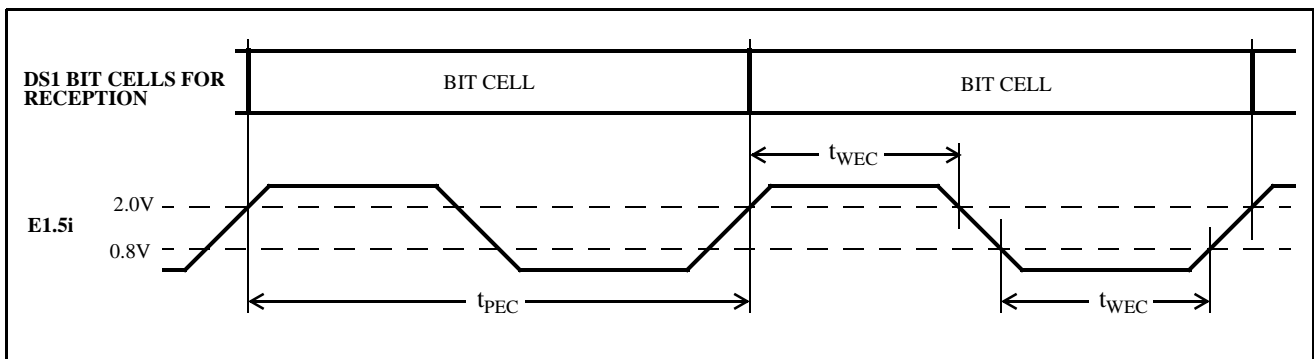 DS1 BIT CELLS FOR
RECEPTION
BIT CELL
BIT CELL
tWEC
2.0V
E1.5i
0.8V
tPEC
tWEC